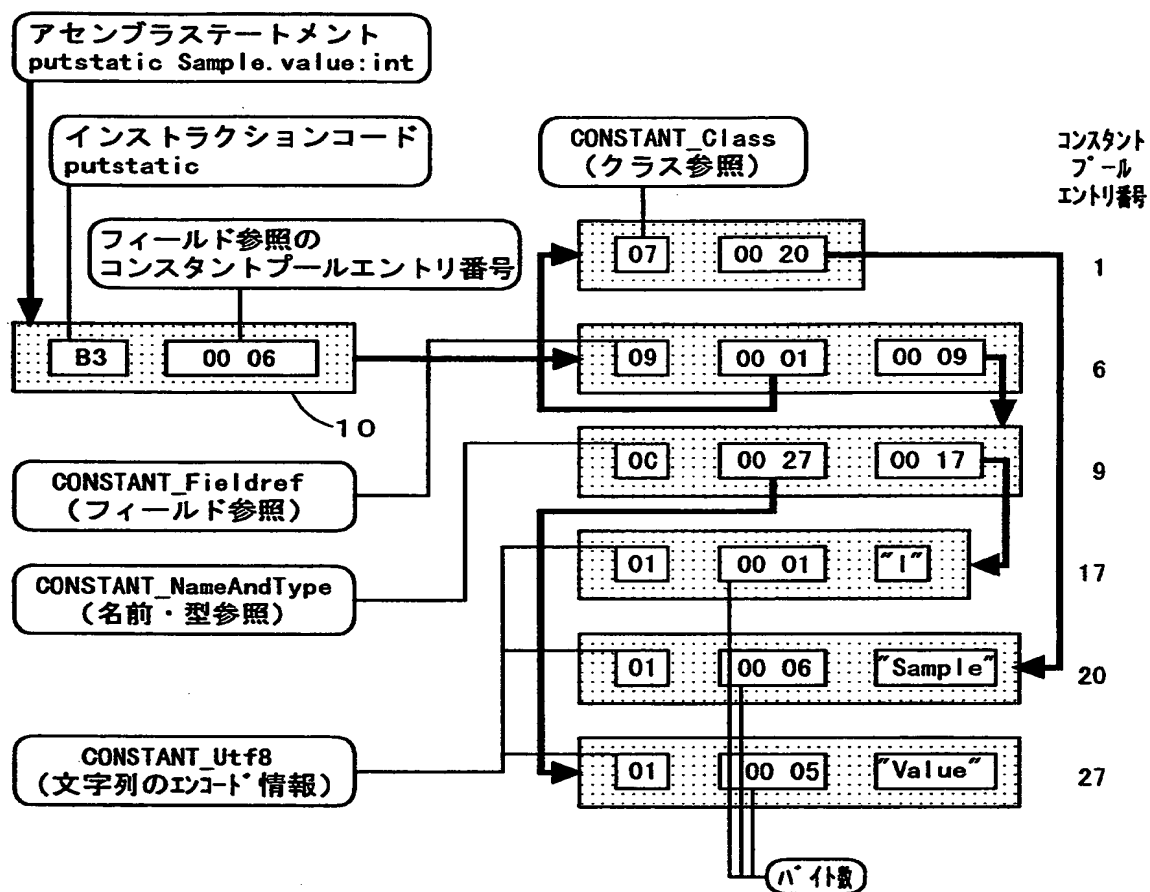 アセンブラステートメント
putstatic Sample.value:int
インストラクションコード
putstatic
CONSTANT_Class
(クラス参照)
コンスタント
プール
エントリ番号
フィールド参照の
コンスタントプールエントリ番号
07 00 20 1
B3 00 06
09 00 01 00 09 6
10
CONSTANT_Fieldref
(フィールド参照)
0C 00 27 00 17 9
CONSTANT_NameAndType
(名前・型参照)
01 00 01 "I" 17
01 00 06 "Sample" 20
CONSTANT_Utf8
(文字列のエンコード情報)
01 00 05 "Value" 27
バイト数